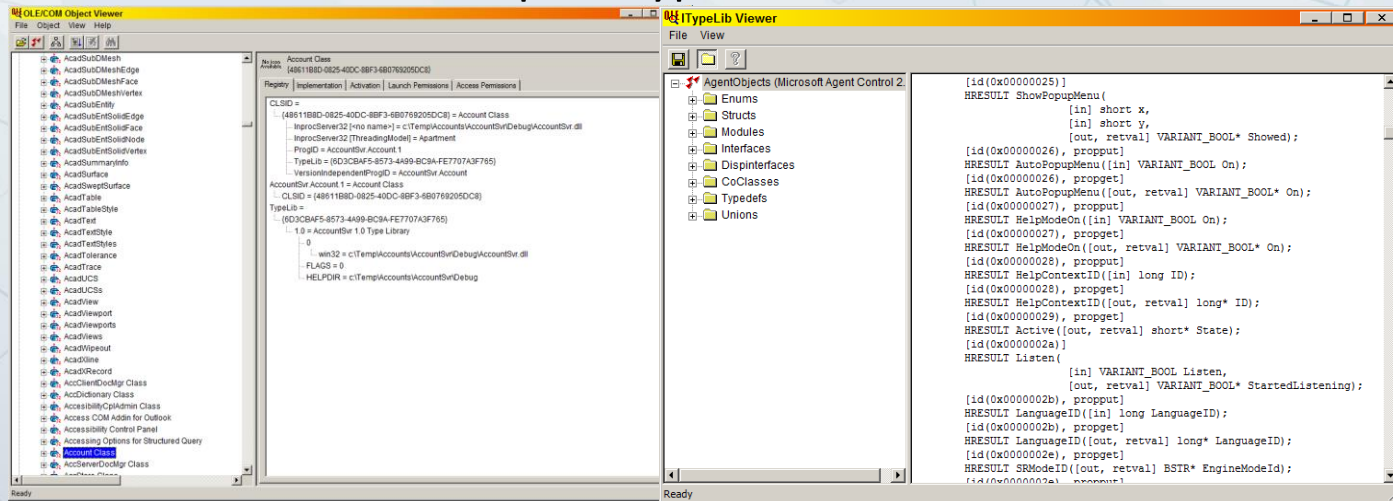 OLE/COM Object Viewer
File Object View Help
AcadSubDMesh
AcadSubDMeshEdge
AcadSubDMeshFace
AcadSubDMeshVertex
AcadSubEntity
AcadSubEntSolidEdge
AcadSubEntSolidFace
AcadSubEntSolidNode
AcadSubEntSolidVertex
AcadSummaryInfo
AcadSurface
AcadSweptSurface
AcadTable
AcadTableStyle
AcadText
AcadTextStyle
AcadTextStyles
AcadTolerance
AcadTrace
AcadUCS
AcadUCSs
AcadView
AcadViewport
AcadViewports
AcadViews
AcadWipeout
AcadXline
AcadXRecord
AccClientDocMgr Class
AccDictionary Class
AccesibilityCplAdmin Class
Access COM Addin for Outlook
Accessibility Control Panel
Accessing Options for Structured Query
Account Class
AccServerDocMgr Class
Ready
No Icon Available
Account Class
{48611B8D-0825-40DC-8BF3-6B0769205DC8}
Registry Implementation Activation Launch Permissions Access Permissions
CLSID =
{48611B8D-0825-40DC-8BF3-6B0769205DC8} = Account Class
InprocServer32 [<no name>] = c:\Temp\Accounts\AccountSvr\Debug\AccountSvr.dll
InprocServer32 [ThreadingModel] = Apartment
ProgID = AccountSvr.Account.1
TypeLib = {6D3CBAF5-8573-4A99-BC9A-FE7707A3F765}
VersionIndependentProgID = AccountSvr.Account
AccountSvr.Account.1 = Account Class
CLSID = {48611B8D-0825-40DC-8BF3-6B0769205DC8}
TypeLib =
{6D3CBAF5-8573-4A99-BC9A-FE7707A3F765}
1.0 = AccountSvr 1.0 Type Library
0
win32 = c:\Temp\Accounts\AccountSvr\Debug\AccountSvr.dll
FLAGS = 0
HELPDIR = c:\Temp\Accounts\AccountSvr\Debug
ITypeLib Viewer
File View
AgentObjects (Microsoft Agent Control 2.
Enums
Structs
Modules
Interfaces
Dispinterfaces
CoClasses
Typedefs
Unions
[id(0x00000025)]
HRESULT ShowPopupMenu(
[in] short x,
[in] short y,
[out, retval] VARIANT_BOOL* Showed);
[id(0x00000026), propput]
HRESULT AutoPopupMenu([in] VARIANT_BOOL On);
[id(0x00000026), propget]
HRESULT AutoPopupMenu([out, retval] VARIANT_BOOL* On);
[id(0x00000027), propput]
HRESULT HelpModeOn([in] VARIANT_BOOL On);
[id(0x00000027), propget]
HRESULT HelpModeOn([out, retval] VARIANT_BOOL* On);
[id(0x00000028), propput]
HRESULT HelpContextID([in] long ID);
[id(0x00000028), propget]
HRESULT HelpContextID([out, retval] long* ID);
[id(0x00000029), propget]
HRESULT Active([out, retval] short* State);
[id(0x0000002a)]
HRESULT Listen(
[in] VARIANT_BOOL Listen,
[out, retval] VARIANT_BOOL* StartedListening);
[id(0x0000002b), propput]
HRESULT LanguageID([in] long LanguageID);
[id(0x0000002b), propget]
HRESULT LanguageID([out, retval] long* LanguageID);
[id(0x0000002e), propget]
HRESULT SRModeID([out, retval] BSTR* EngineModeId);
[id(0x0000002e), propput]
Ready